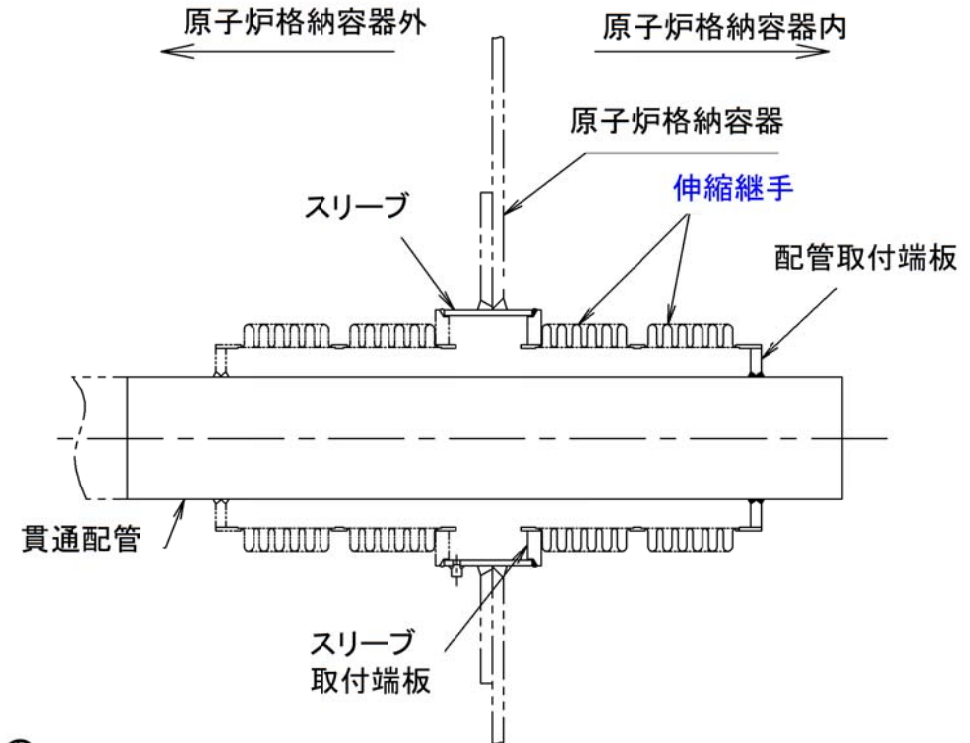 原子炉格納容器外
原子炉格納容器内
原子炉格納容器
伸縮継手
スリーブ
配管取付端板
貫通配管
スリーブ
取付端板